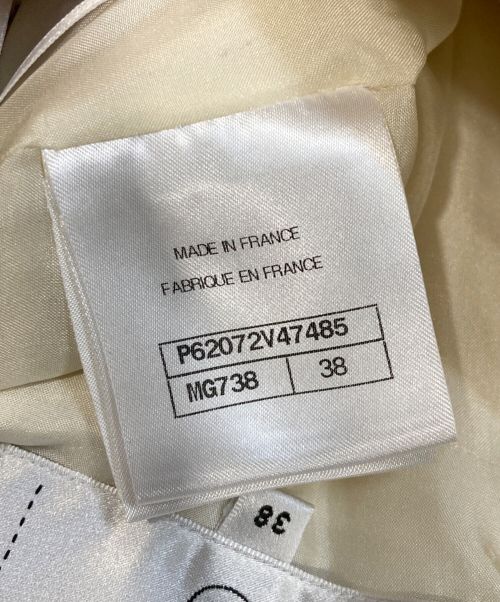 MADE IN FRANCE
FABRIQUE EN FRANCE
P62072V47485
MG738 38
38